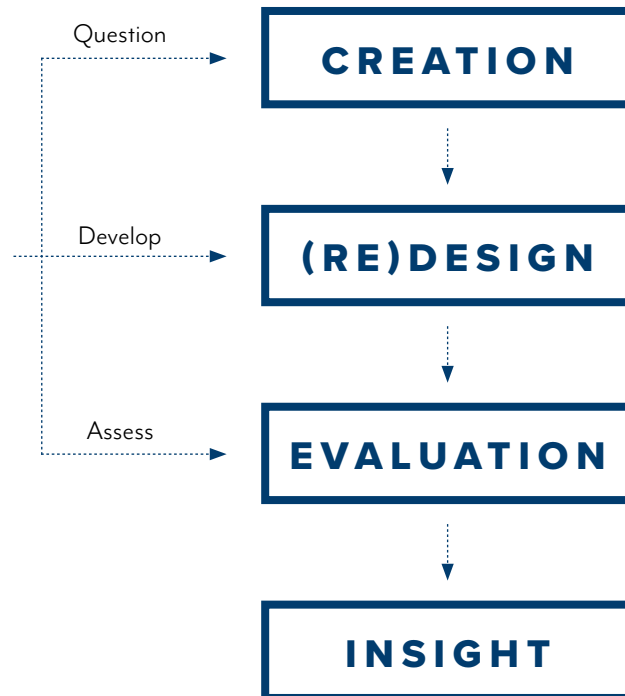 Question
CREATION
Develop
(RE)DESIGN
Assess
EVALUATION
INSIGHT